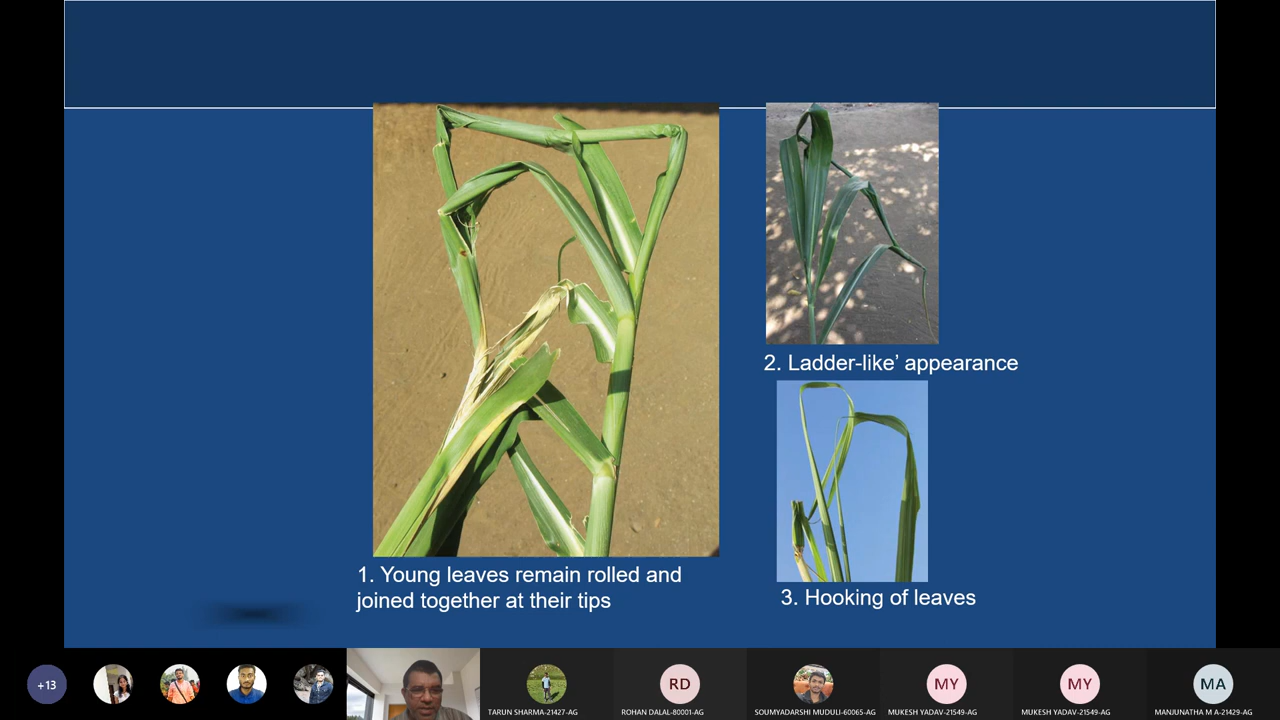 2. Ladder-like’ appearance
1. Young leaves remain rolled and
joined together at their tips
3. Hooking of leaves
+13
RD
MY
MY
MA
TARUN SHARMA-21427-AG
ROHAN DALAL-80001-AG
SOUMYADARSHI MUDULI-60065-AG
MUKESH YADAV-21549-AG
MUKESH YADAV-21549-AG
MANJUNATHA M A-21429-AG